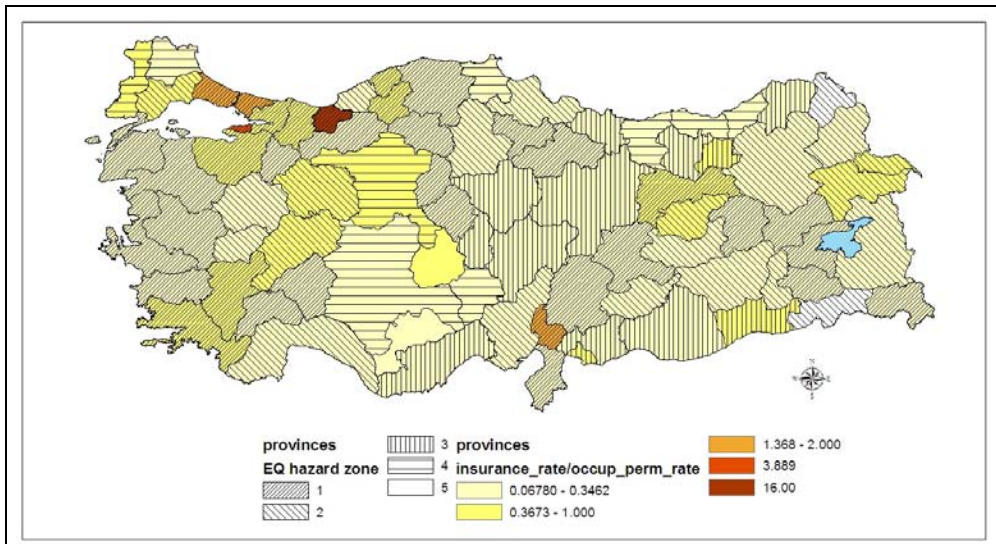 N
W E
S
provinces
EQ hazard zone
1
2
3
4
5
provinces
insurance_rate/occup_perm_rate
0.06780 - 0.3462
0.3673 - 1.000
1.368 - 2.000
3.889
16.00